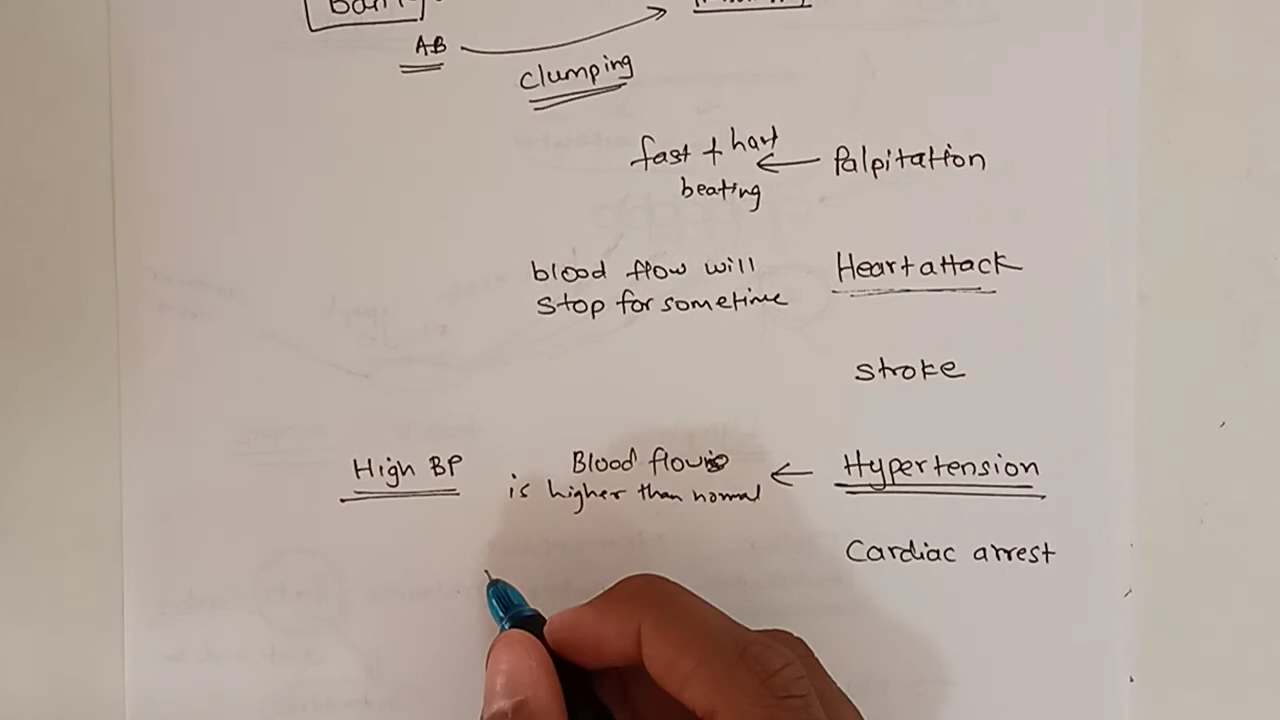 AB
Clumping
fast + hart ← Palpitation
beating
blood flow will Heart attack
Stop for sometime
stroke
High BP Blood flow ← Hypertension
is higher than normal
Cardiac arrest